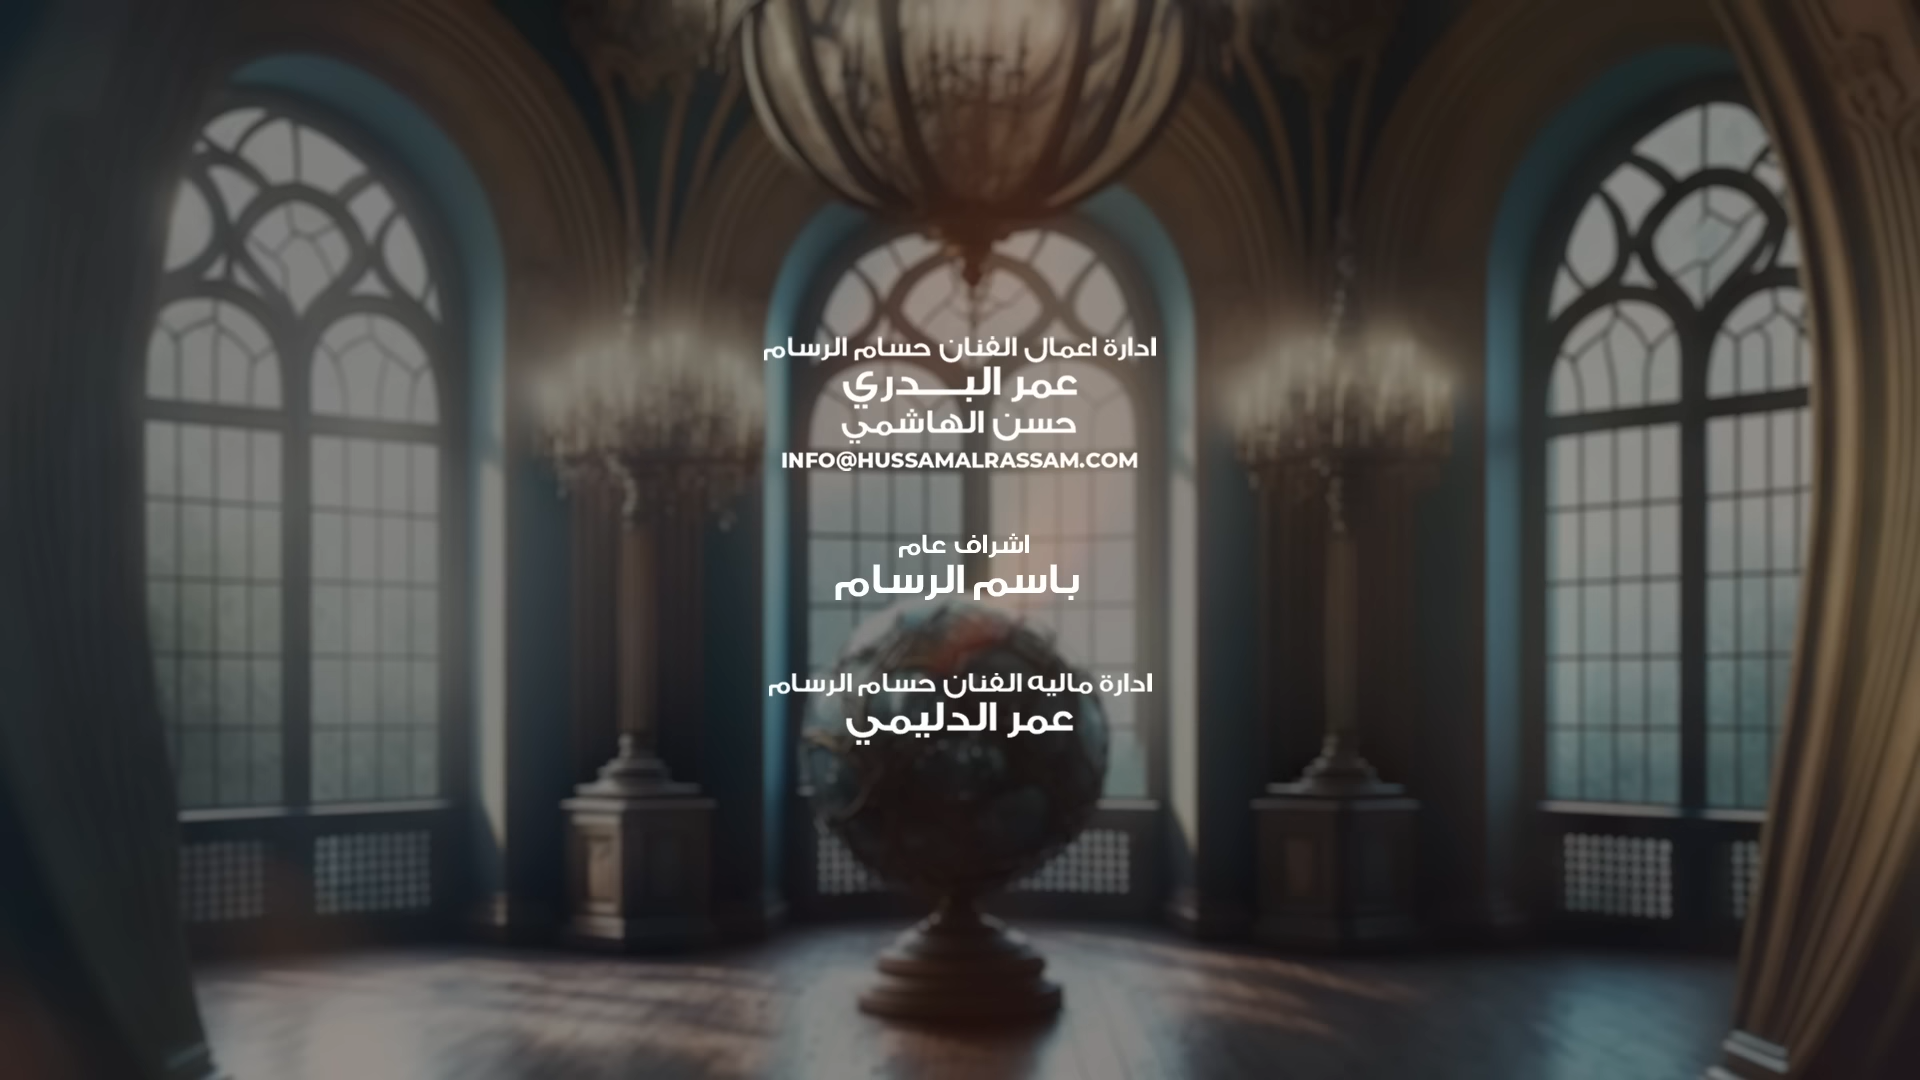 ادارة اعمال الفنان حسام الرسام
عمر البـــدري
حسن الهاشمي
INFO@HUSSAMALRASSAM.COM
اشراف عام
باسم الرسام
ادارة ماليه الفنان حسام الرسام
عمر الدليمي